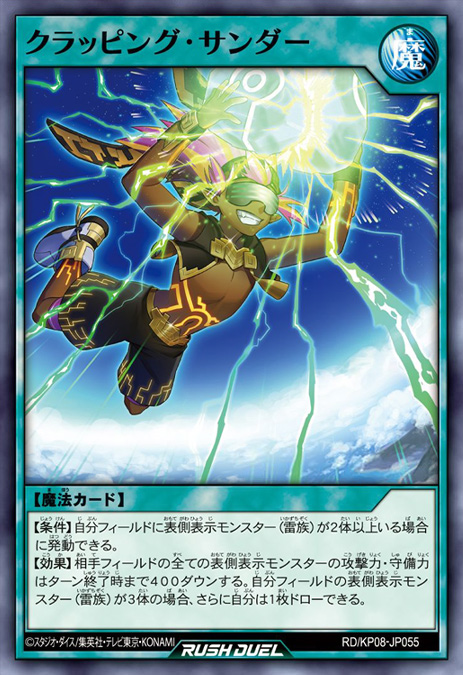 クラッピング・サンダー
魔
【魔法カード】
【条件】自分フィールドに表側表示モンスター(雷族)が2体以上いる場合
に発動できる。
【効果】相手フィールドの全ての表側表示モンスターの攻撃力・守備力
はターン終了時まで400ダウンする。自分フィールドの表側表示モン
スター(雷族)が3体の場合、さらに自分は1枚ドローできる。
©スタジオ・ダイス/集英社・テレビ東京・KONAMI
RUSH DUEL
RD/KP08-JP055